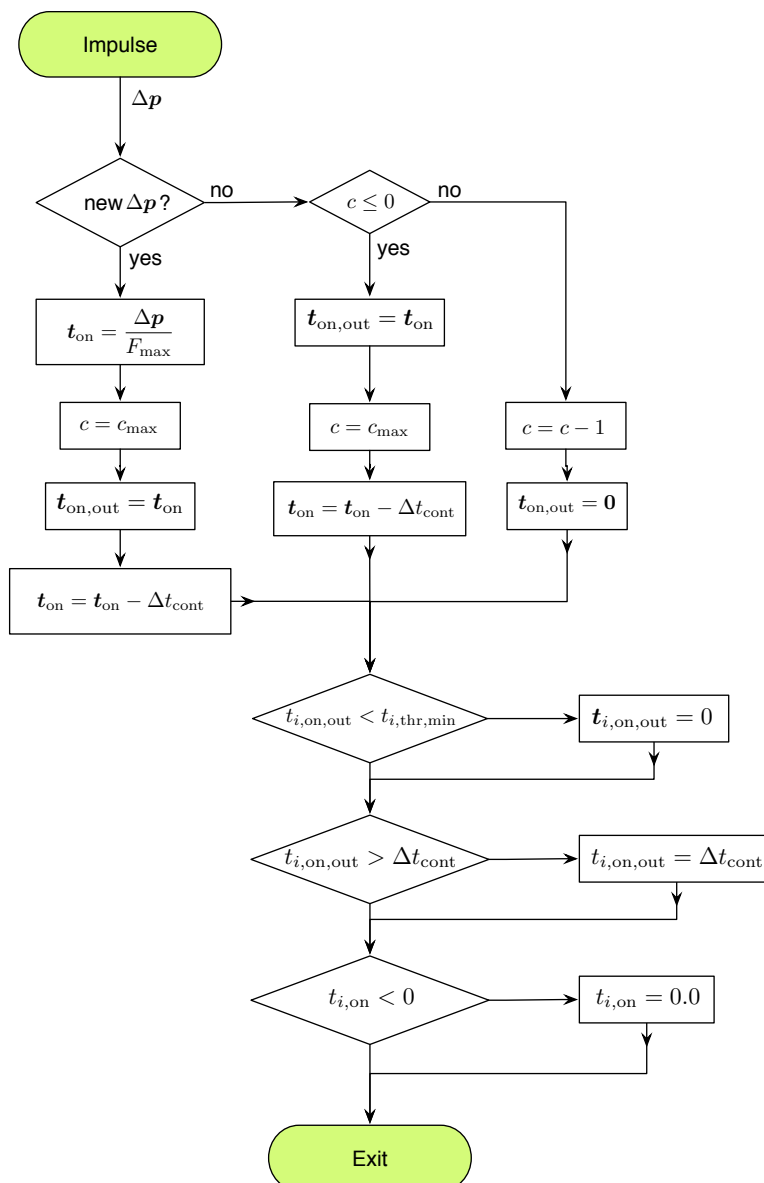 Impulse
Δp
new Δp?
no
c ≤ 0
no
yes
yes
t_on = Δp / F_max
t_on,out = t_on
c = c_max
c = c_max
c = c − 1
t_on,out = t_on
t_on = t_on − Δt_cont
t_on,out = 0
t_on = t_on − Δt_cont
t_i,on,out < t_i,thr,min
t_i,on,out = 0
t_i,on,out > Δt_cont
t_i,on,out = Δt_cont
t_i,on < 0
t_i,on = 0.0
Exit